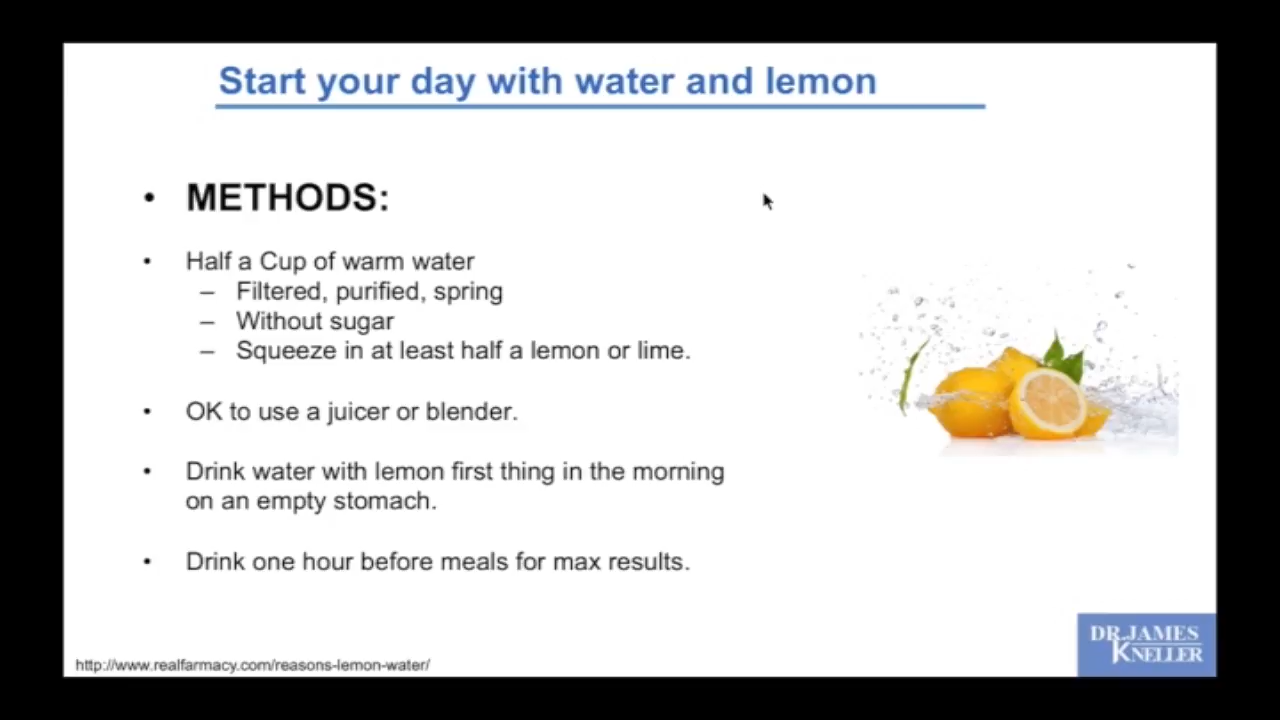 Start your day with water and lemon
• METHODS:
• Half a Cup of warm water
– Filtered, purified, spring
– Without sugar
– Squeeze in at least half a lemon or lime.
• OK to use a juicer or blender.
• Drink water with lemon first thing in the morning
on an empty stomach.
• Drink one hour before meals for max results.
http://www.realfarmacy.com/reasons-lemon-water/
DR.JAMES
KNELLER